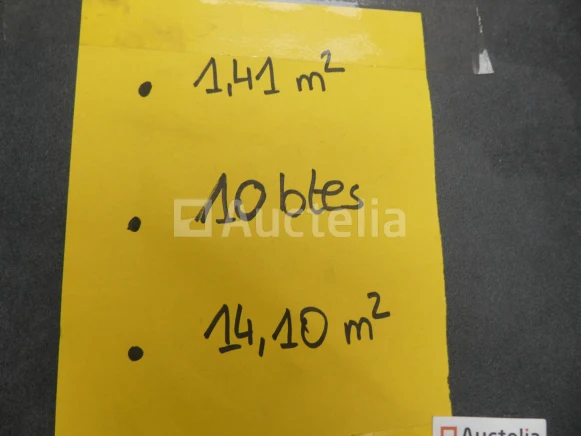 • 1,41 m²
• 10 btes
Auctelia
• 14,10 m²
Auctelia